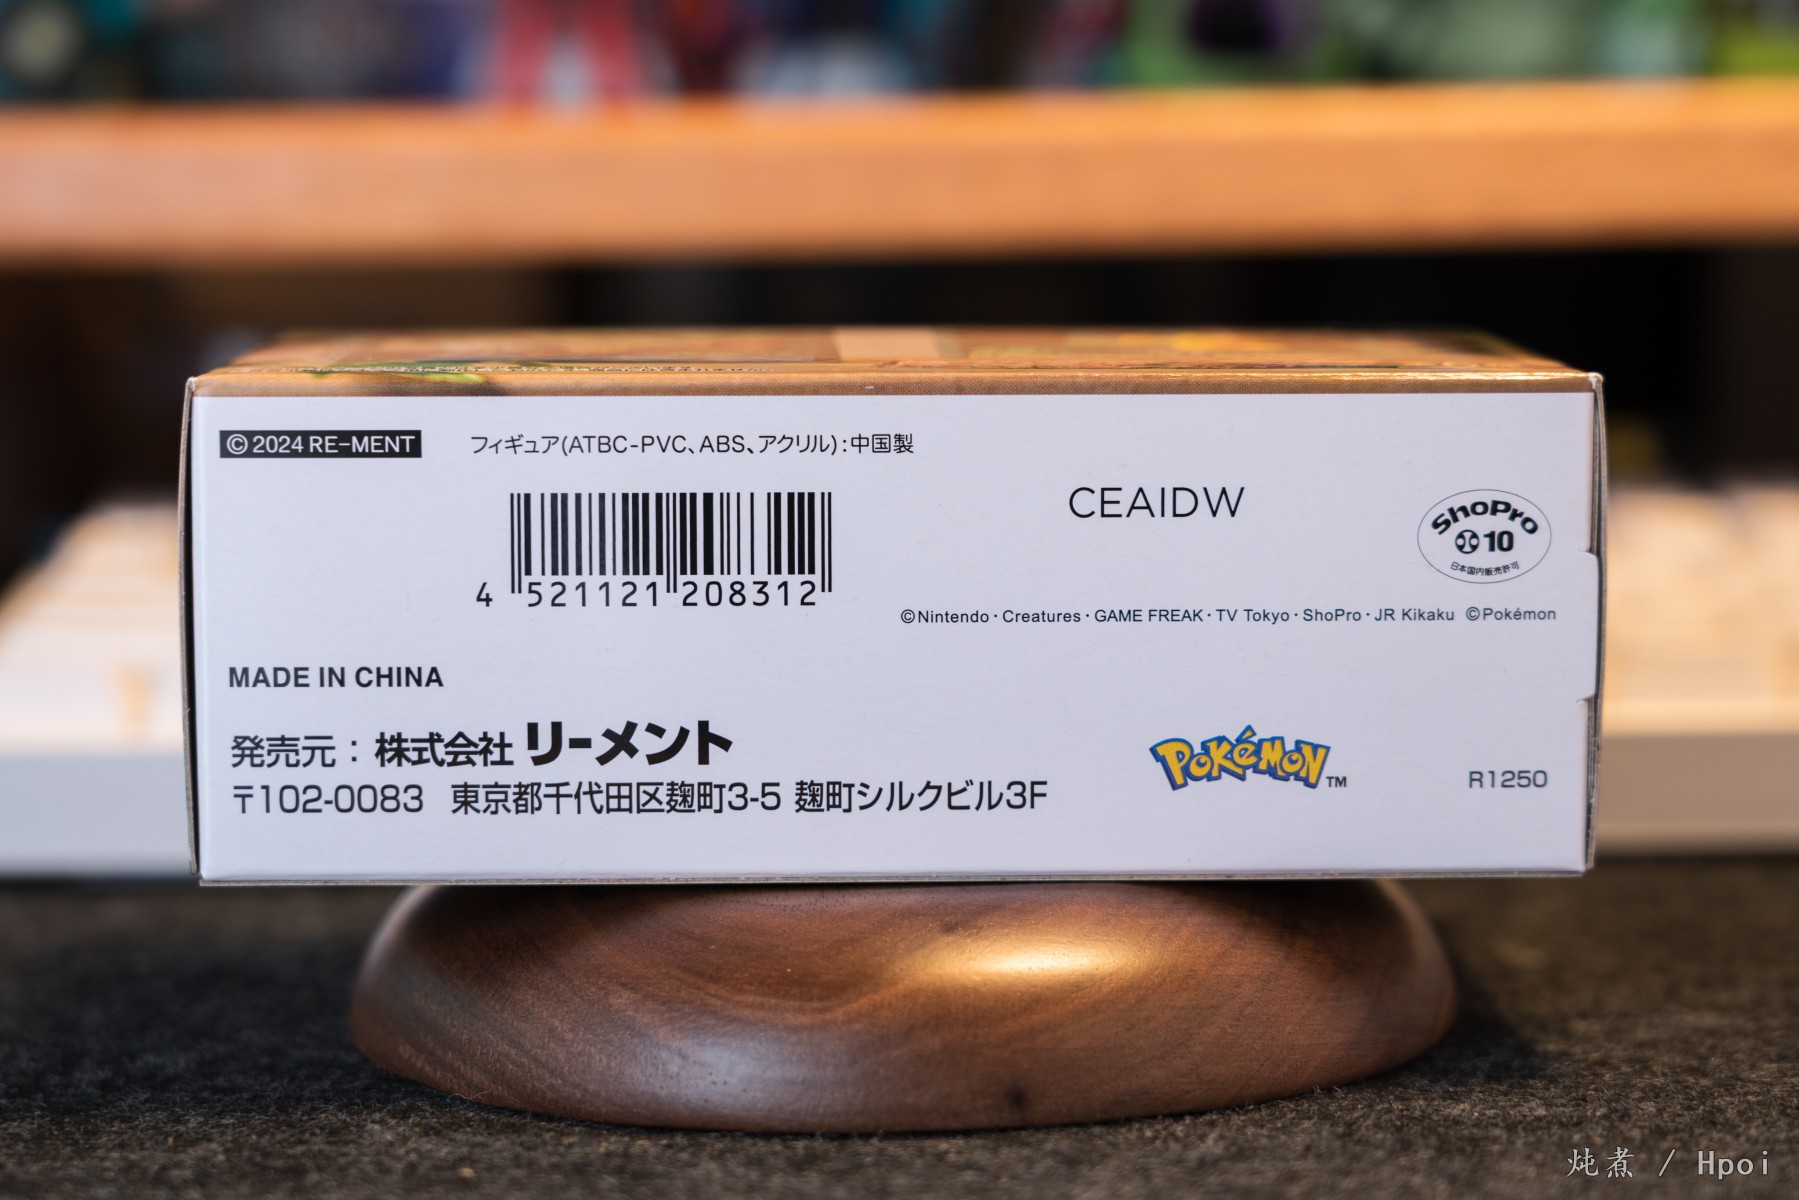 © 2024 RE-MENT
フィギュア(ATBC-PVC、ABS、アクリル):中国製
CEAIDW
ShoPro
10
日本国内販売許可
4 521121 208312
©Nintendo・Creatures・GAME FREAK・TV Tokyo・ShoPro・JR Kikaku ©Pokémon
MADE IN CHINA
発売元：株式会社リーメント
〒102-0083 東京都千代田区麹町3-5 麹町シルクビル3F
POKéMON™
R1250
炖煮 / Hpoi